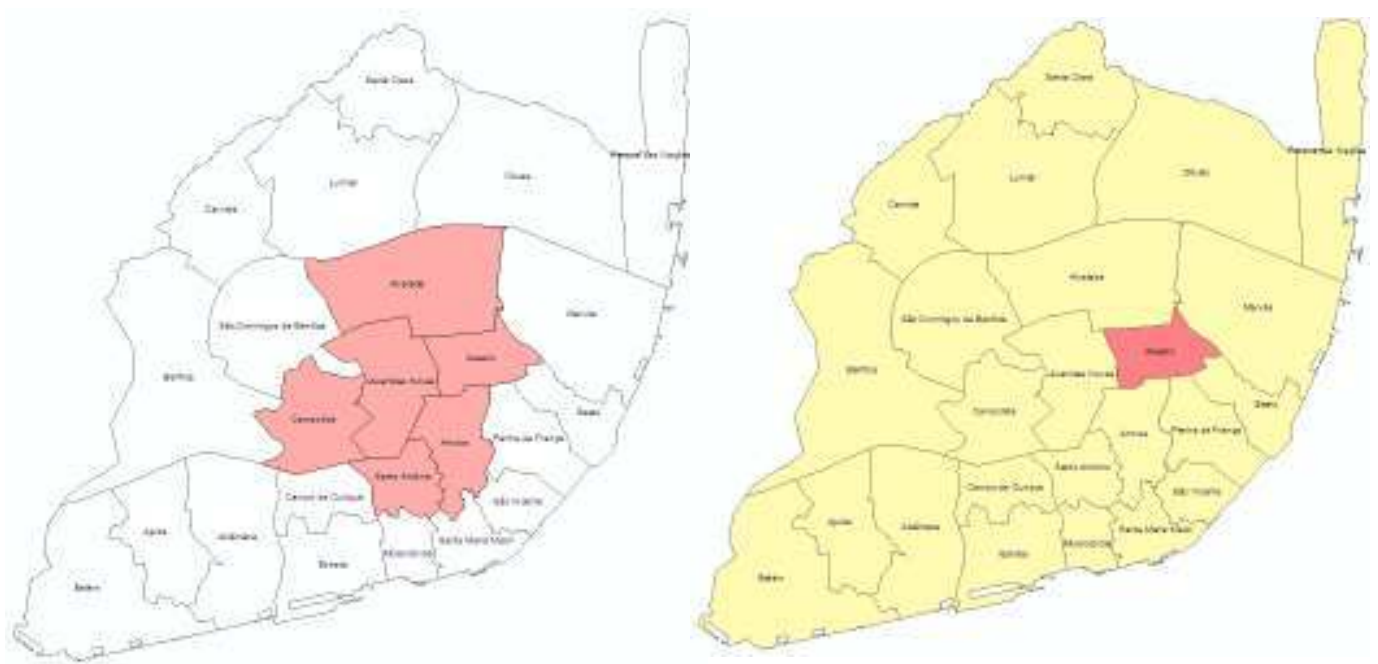 Santa Clara
Lumiar
Olivais
Parque das Nações
Carnide
Alvalade
São Domingos de Benfica
Marvila
Areeiro
Benfica
Avenidas Novas
Beato
Campolide
Arroios
Penha de França
Santo António
Campo de Ourique
São Vicente
Ajuda
Alcântara
Santa Maria Maior
Misericórdia
Estrela
Belém
Santa Clara
Lumiar
Olivais
Parque das Nações
Carnide
Alvalade
São Domingos de Benfica
Marvila
Areeiro
Benfica
Avenidas Novas
Beato
Campolide
Arroios
Penha de França
Santo António
Campo de Ourique
São Vicente
Ajuda
Alcântara
Santa Maria Maior
Misericórdia
Estrela
Belém